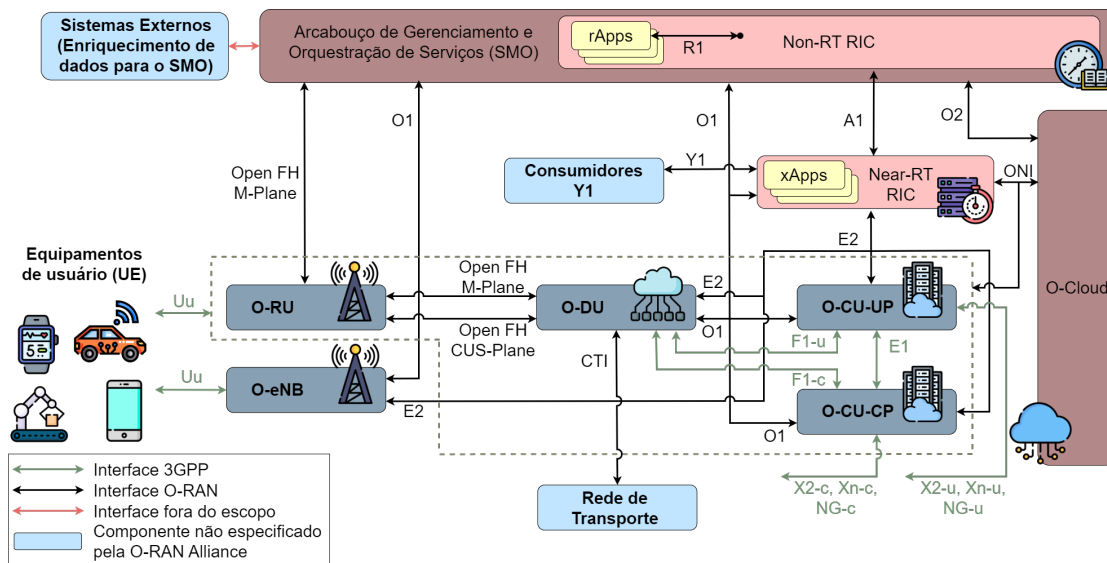 Sistemas Externos
(Enriquecimento de
dados para o SMO)
Arcabouço de Gerenciamento e
Orquestração de Serviços (SMO)
rApps
R1
Non-RT RIC
O1
O1
A1
O2
Open FH
M-Plane
Consumidores
Y1
Y1
xApps
Near-RT
RIC
ONI
E2
Equipamentos
de usuário (UE)
Uu
O-RU
Open FH
M-Plane
Open FH
CUS-Plane
O-DU
E2
O1
O-CU-UP
O-Cloud
F1-u
E1
CTI
5
Uu
O-eNB
E2
F1-c
O-CU-CP
O1
X2-c, Xn-c,
NG-c
X2-u, Xn-u,
NG-u
Interface 3GPP
Interface O-RAN
Interface fora do escopo
Componente não especificado
pela O-RAN Alliance
Rede de
Transporte